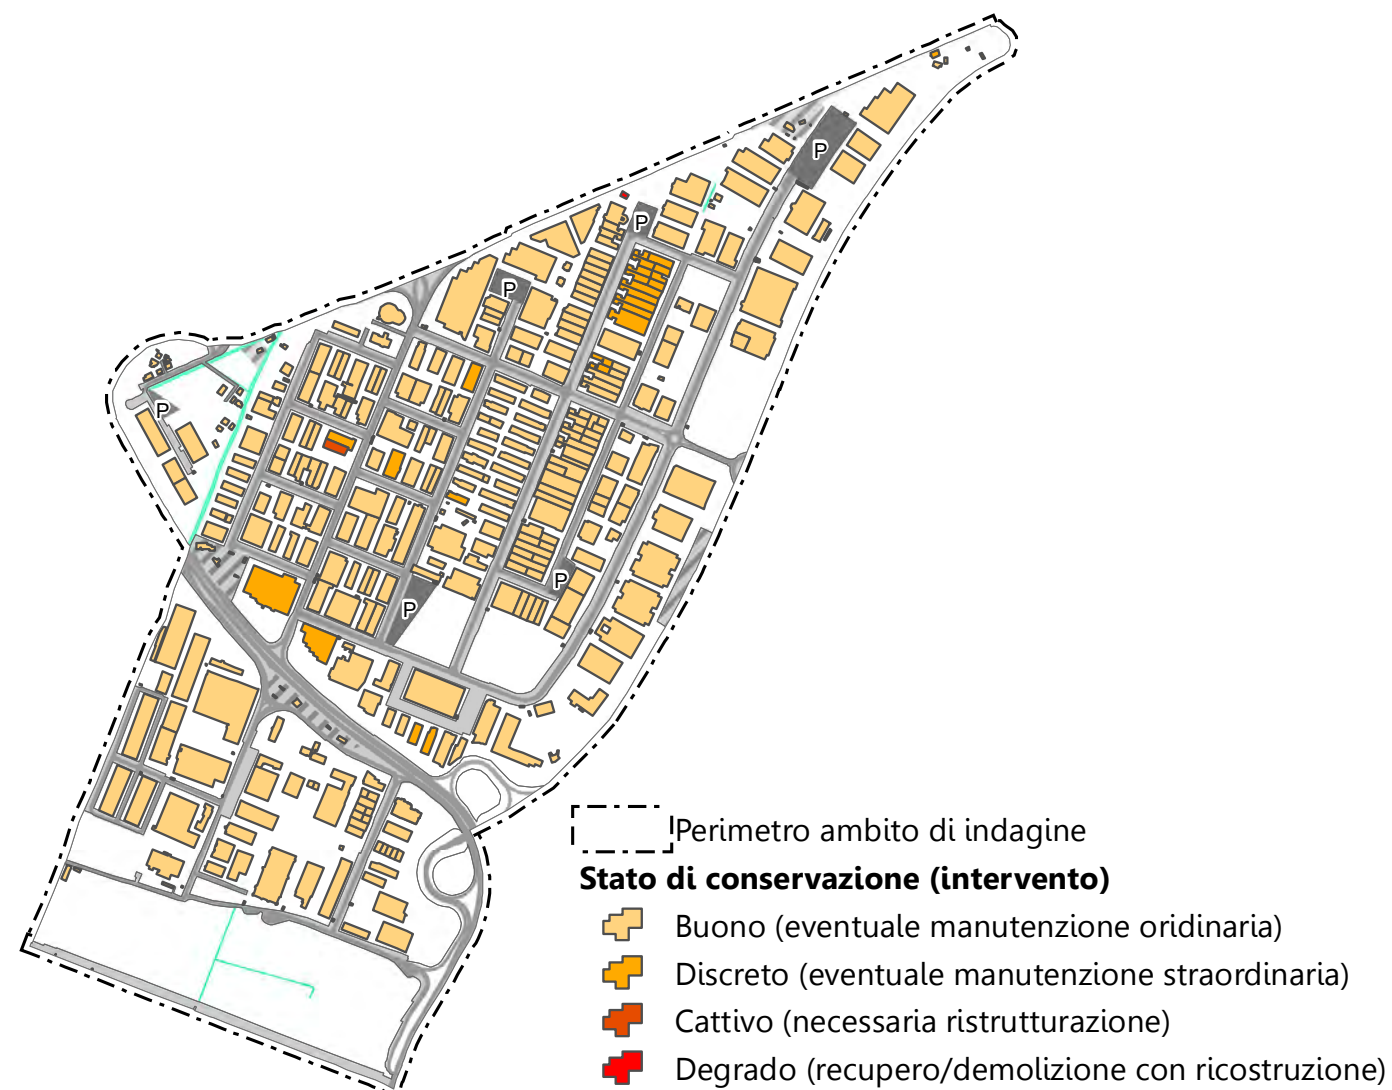 P
P
P
P
P
P
Perimetro ambito di indagine
Stato di conservazione (intervento)
Buono (eventuale manutenzione oridinaria)
Discreto (eventuale manutenzione straordinaria)
Cattivo (necessaria ristrutturazione)
Degrado (recupero/demolizione con ricostruzione)